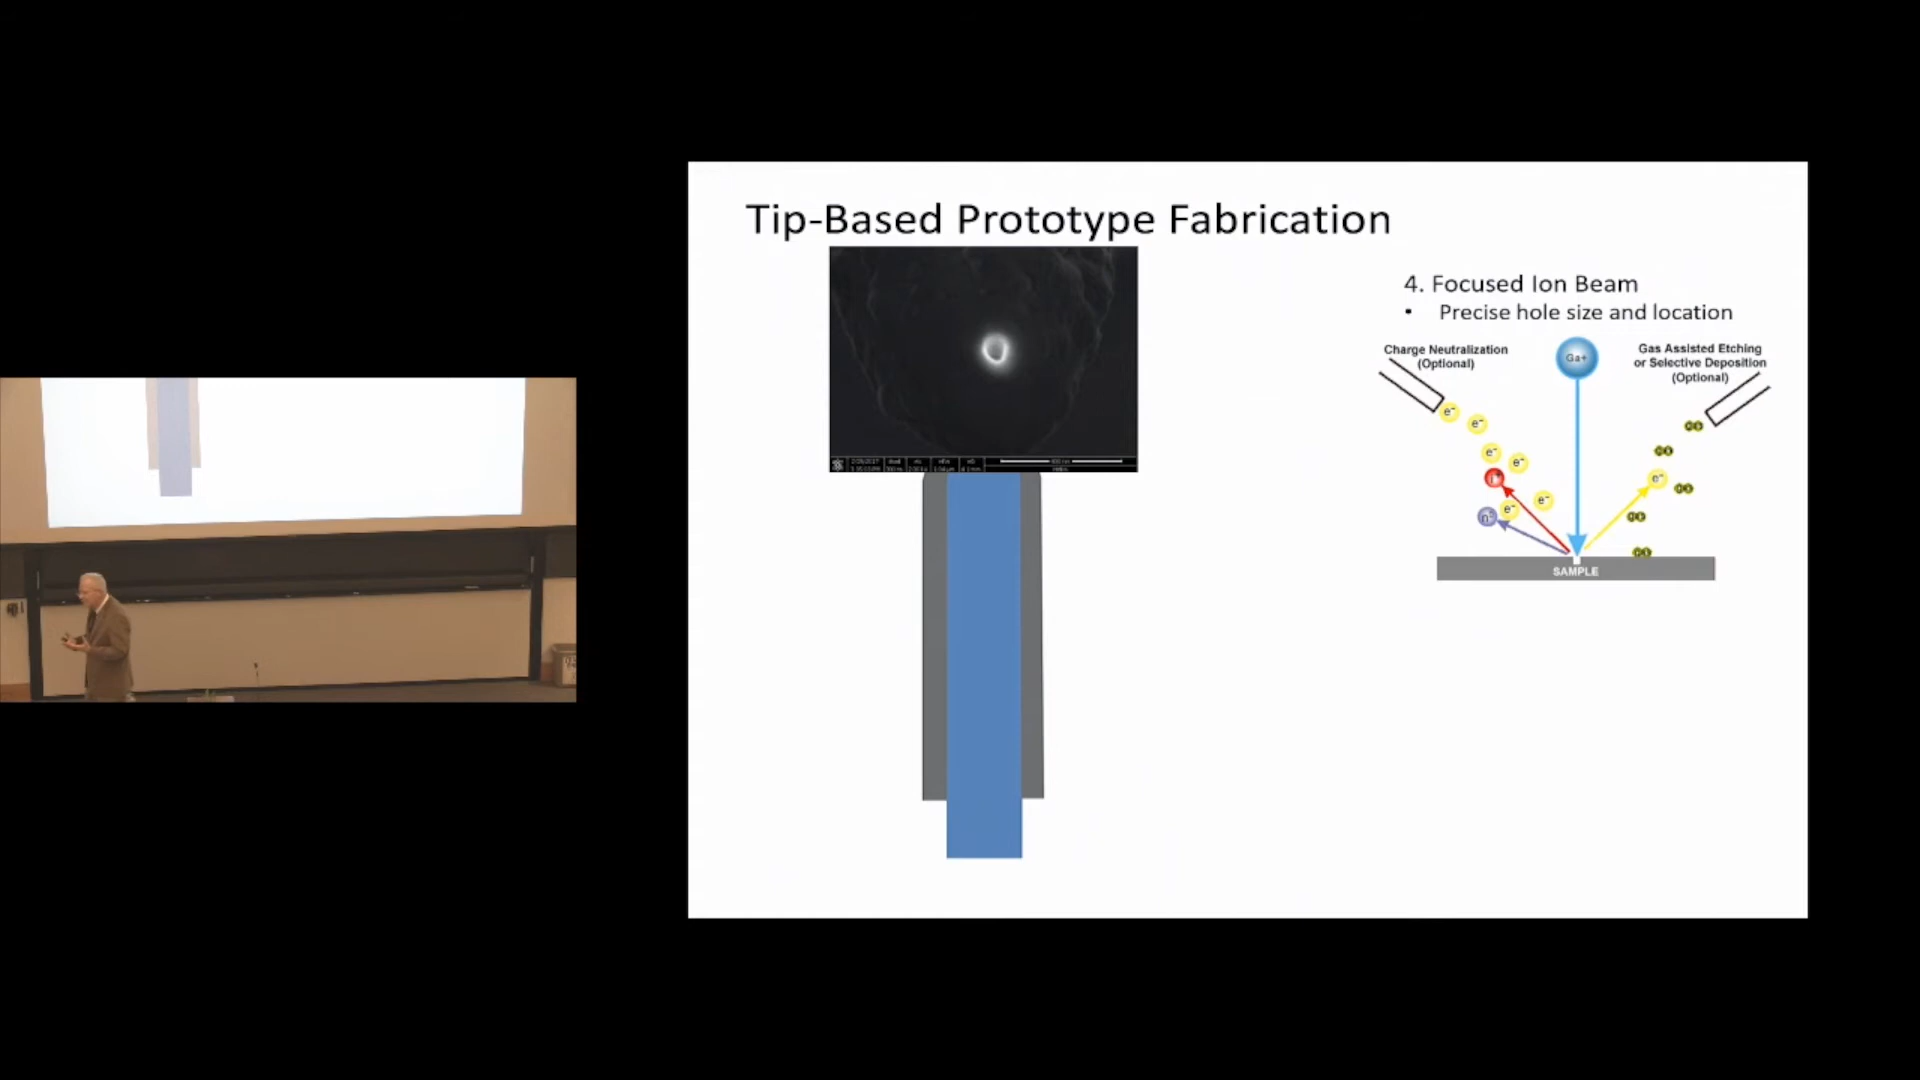 Tip-Based Prototype Fabrication
4. Focused Ion Beam
• Precise hole size and location
Charge Neutralization
(Optional)
Ga+
Gas Assisted Etching
or Selective Deposition
(Optional)
e⁻
e⁻
e⁻
e⁻
e⁻
e⁻
e⁻
SAMPLE